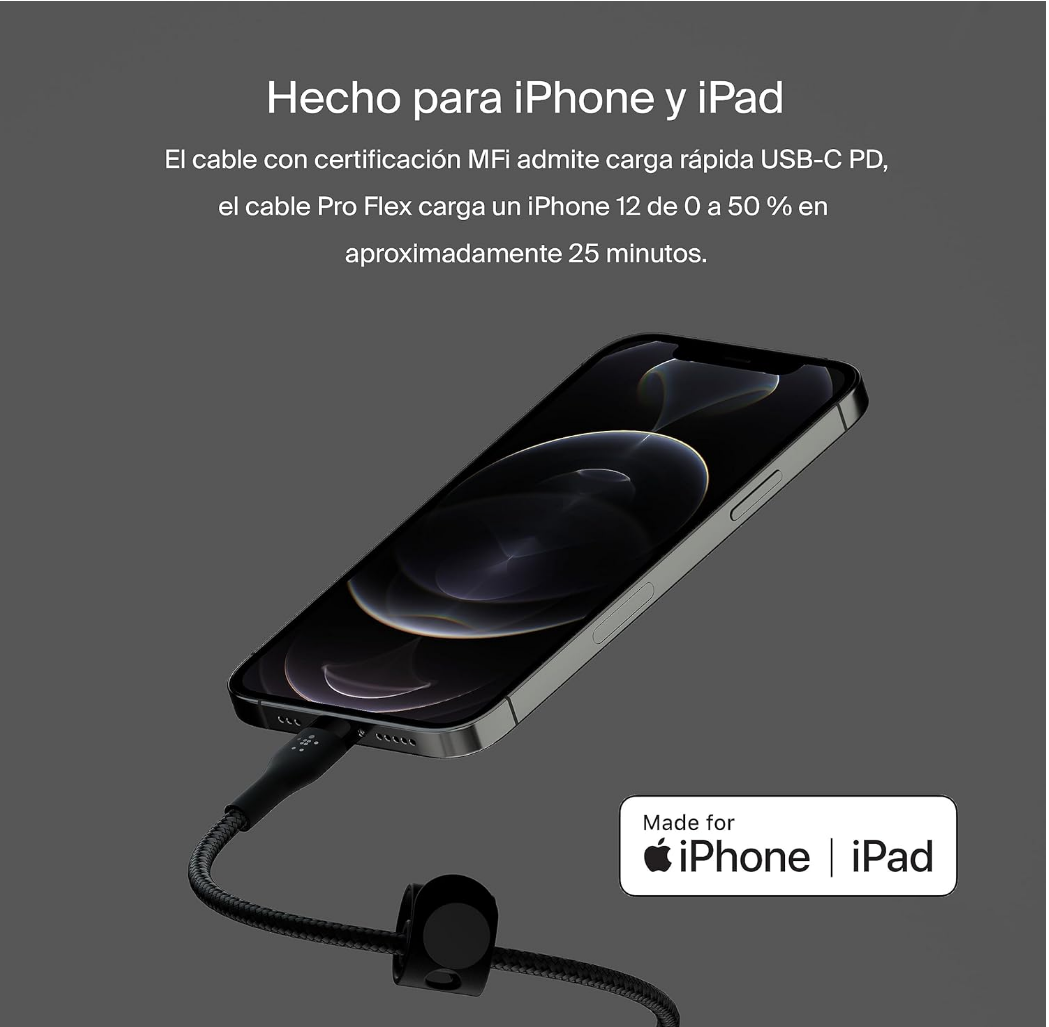 Hecho para iPhone y iPad
El cable con certificación MFi admite carga rápida USB-C PD,
el cable Pro Flex carga un iPhone 12 de 0 a 50 % en
aproximadamente 25 minutos.
Made for
iPhone | iPad